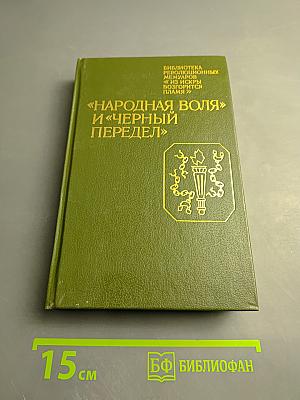 БИБЛИОТЕКА
РЕВОЛЮЦИОННЫХ
МЕМУАРОВ
«ИЗ ИСКРЫ
ВОЗГОРИТСЯ
ПЛАМЯ»
«НАРОДНАЯ ВОЛЯ»
И «ЧЕРНЫЙ
ПЕРЕДЕЛ»
15 см
БФ БИБЛИОФАН